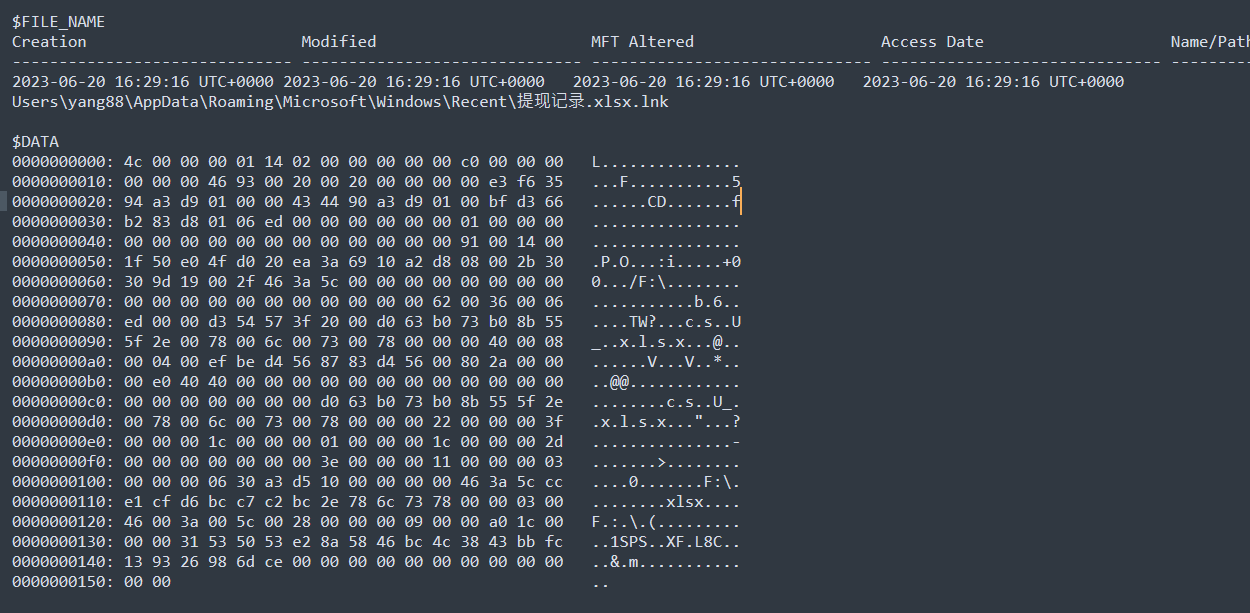 $FILE_NAME
Creation Modified MFT Altered Access Date Name/Path
------------------------------ ------------------------------ ------------------------------ ------------------------------ ---------
2023-06-20 16:29:16 UTC+0000 2023-06-20 16:29:16 UTC+0000 2023-06-20 16:29:16 UTC+0000 2023-06-20 16:29:16 UTC+0000
Users\yang88\AppData\Roaming\Microsoft\Windows\Recent\提现记录.xlsx.lnk
$DATA
0000000000: 4c 00 00 00 01 14 02 00 00 00 00 00 c0 00 00 00 L...............
0000000010: 00 00 00 46 93 00 20 00 20 00 00 00 00 e3 f6 35 ...F...........5
0000000020: 94 a3 d9 01 00 00 43 44 90 a3 d9 01 00 bf d3 66 ......CD.......f
0000000030: b2 83 d8 01 06 ed 00 00 00 00 00 00 01 00 00 00 ................
0000000040: 00 00 00 00 00 00 00 00 00 00 00 00 91 00 14 00 ................
0000000050: 1f 50 e0 4f d0 20 ea 3a 69 10 a2 d8 08 00 2b 30 .P.O...:i.....+0
0000000060: 30 9d 19 00 2f 46 3a 5c 00 00 00 00 00 00 00 00 0.../F:\........
0000000070: 00 00 00 00 00 00 00 00 00 00 00 62 00 36 00 06 ...........b.6..
0000000080: ed 00 00 d3 54 57 3f 20 00 d0 63 b0 73 b0 8b 55 ....TW?...c.s..U
0000000090: 5f 2e 00 78 00 6c 00 73 00 78 00 00 00 40 00 08 _..x.l.s.x...@..
00000000a0: 00 04 00 ef be d4 56 87 83 d4 56 00 80 2a 00 00 ......V...V..*..
00000000b0: 00 e0 40 40 00 00 00 00 00 00 00 00 00 00 00 00 ..@@............
00000000c0: 00 00 00 00 00 00 00 d0 63 b0 73 b0 8b 55 5f 2e ........c.s..U_.
00000000d0: 00 78 00 6c 00 73 00 78 00 00 00 22 00 00 00 3f .x.l.s.x..."...?
00000000e0: 00 00 00 1c 00 00 00 01 00 00 00 1c 00 00 00 2d ...............-
00000000f0: 00 00 00 00 00 00 00 3e 00 00 00 11 00 00 00 03 .......>........
0000000100: 00 00 00 06 30 a3 d5 10 00 00 00 00 46 3a 5c cc ....0.......F:\.
0000000110: e1 cf d6 bc c7 c2 bc 2e 78 6c 73 78 00 00 03 00 ........xlsx....
0000000120: 46 00 3a 00 5c 00 28 00 00 00 09 00 00 a0 1c 00 F.:.\.(.........
0000000130: 00 00 31 53 50 53 e2 8a 58 46 bc 4c 38 43 bb fc ..1SPS..XF.L8C..
0000000140: 13 93 26 98 6d ce 00 00 00 00 00 00 00 00 00 00 ..&.m...........
0000000150: 00 00 ..